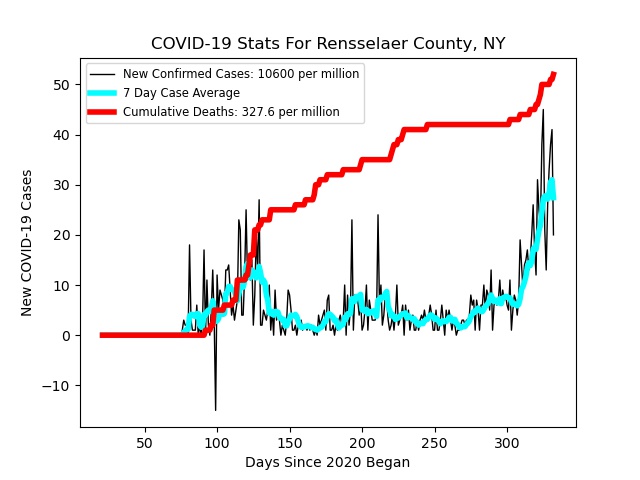 COVID-19 Stats For Rensselaer County, NY
New Confirmed Cases: 10600 per million
7 Day Case Average
Cumulative Deaths: 327.6 per million
New COVID-19 Cases
50
40
30
20
10
0
−10
50 100 150 200 250 300
Days Since 2020 Began